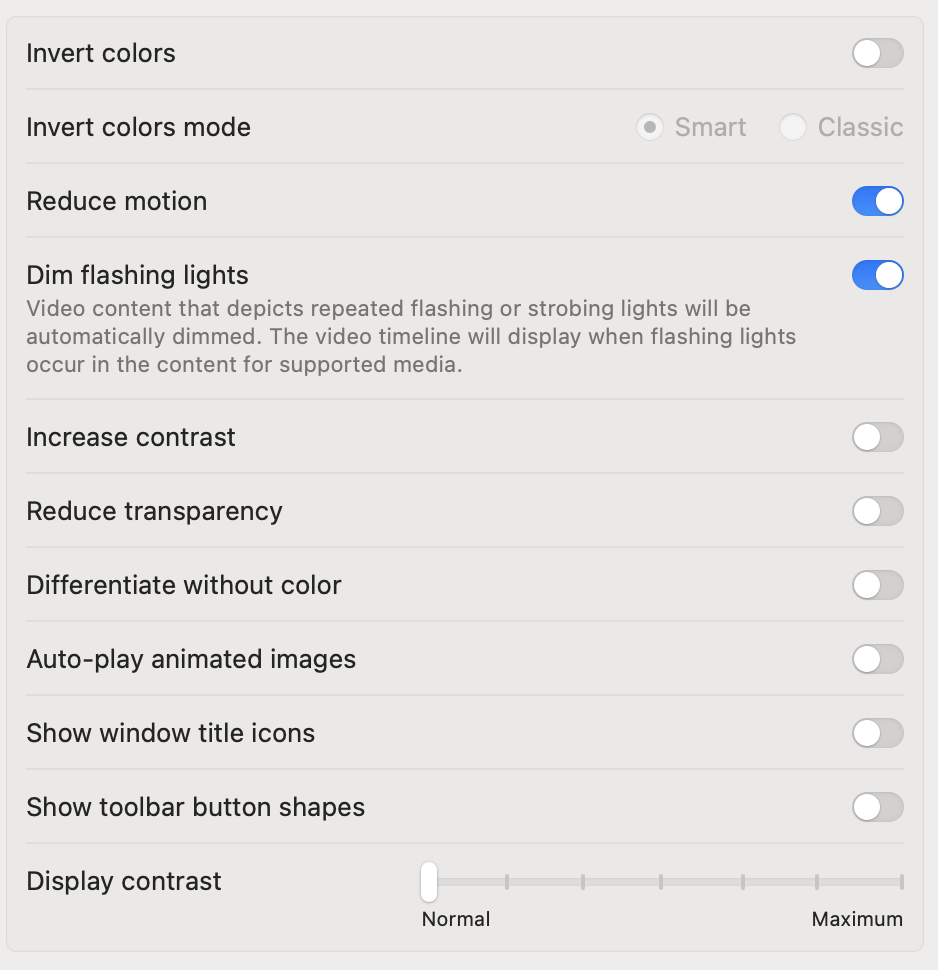 Invert colors
Invert colors mode Smart Classic
Reduce motion
Dim flashing lights
Video content that depicts repeated flashing or strobing lights will be
automatically dimmed. The video timeline will display when flashing lights
occur in the content for supported media.
Increase contrast
Reduce transparency
Differentiate without color
Auto-play animated images
Show window title icons
Show toolbar button shapes
Display contrast
Normal Maximum